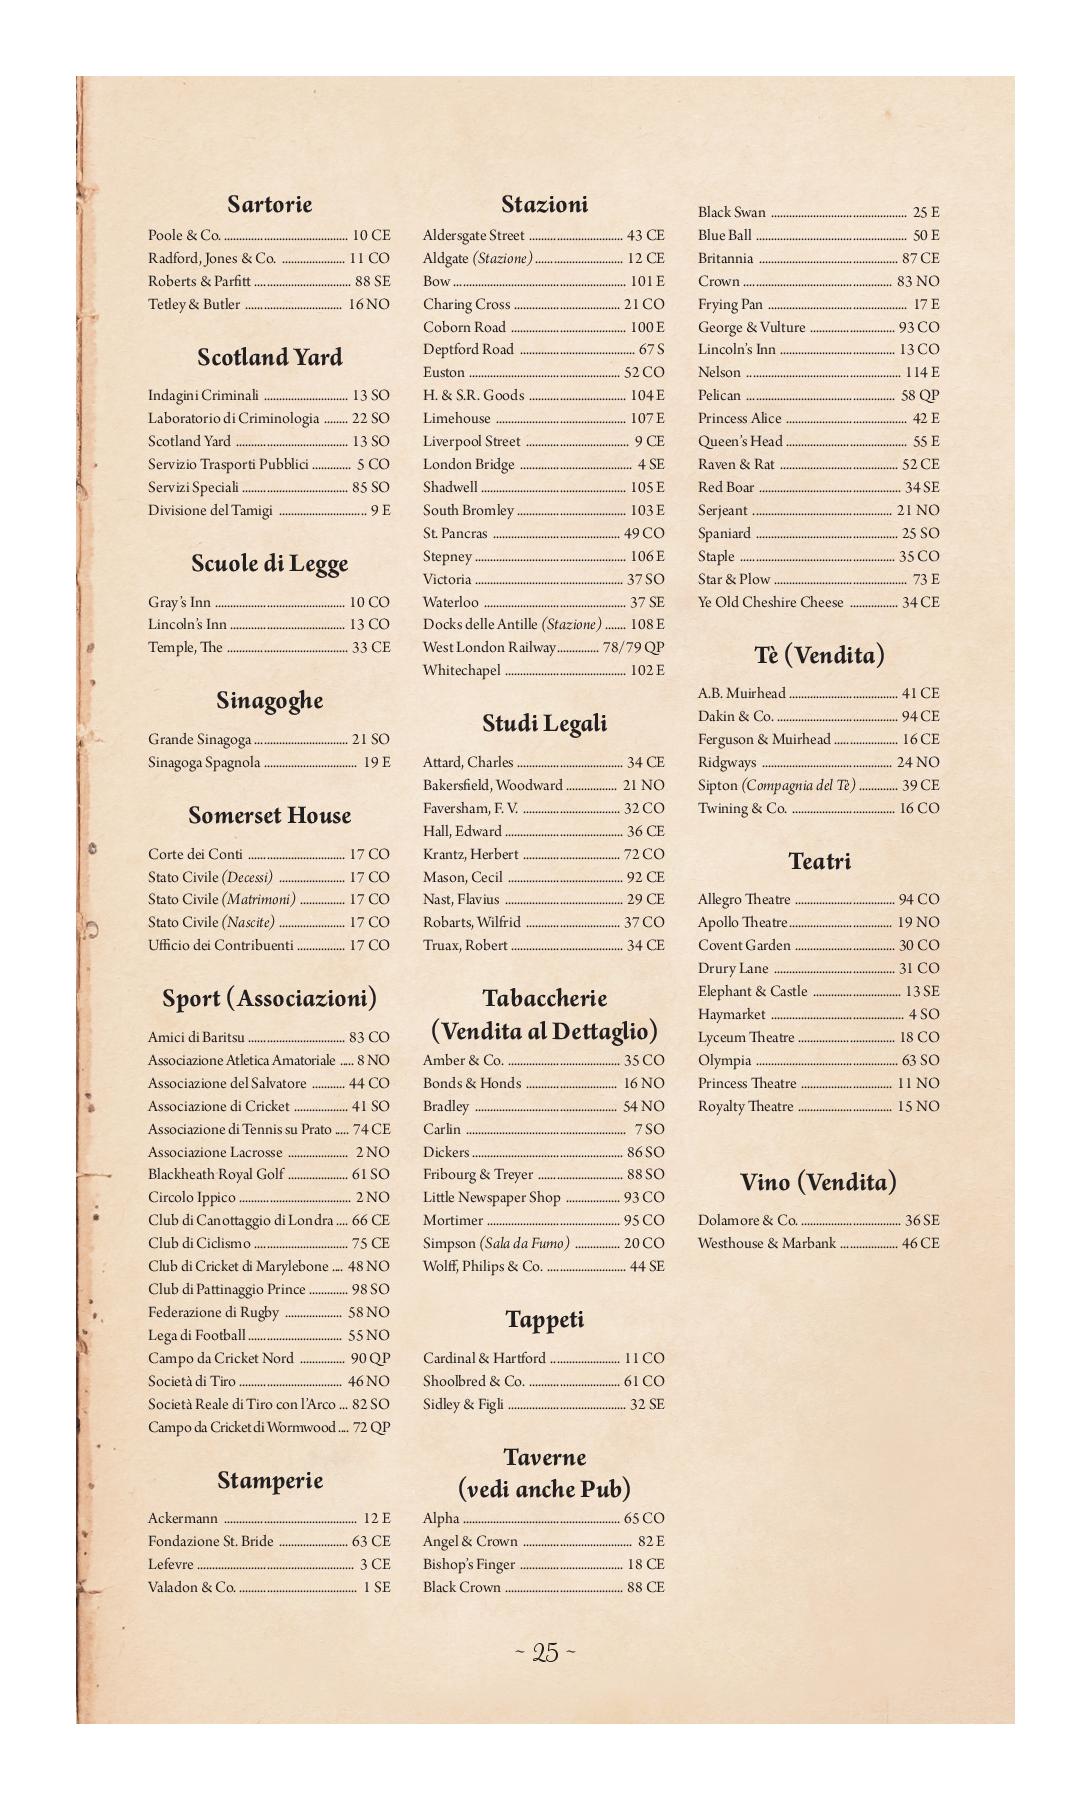 Sartorie
Poole & Co. ......................................... 10 CE
Radford, Jones & Co. ..................... 11 CO
Roberts & Parfitt ................................ 88 SE
Tetley & Butler ................................ 16 NO
Scotland Yard
Indagini Criminali ............................ 13 SO
Laboratorio di Criminologia ........ 22 SO
Scotland Yard ..................................... 13 SO
Servizio Trasporti Pubblici ............. 5 CO
Servizi Speciali .................................... 85 SO
Divisione del Tamigi ............................. 9 E
Scuole di Legge
Gray's Inn ........................................... 10 CO
Lincoln's Inn ...................................... 13 CO
Temple, The ........................................ 33 CE
Sinagoghe
Grande Sinagoga ............................... 21 SO
Sinagoga Spagnola ............................... 19 E
Somerset House
Corte dei Conti ................................ 17 CO
Stato Civile (Decessi) ...................... 17 CO
Stato Civile (Matrimoni) ............... 17 CO
Stato Civile (Nascite) ...................... 17 CO
Ufficio dei Contribuenti ................ 17 CO
Sport (Associazioni)
Amici di Baritsu ................................ 83 CO
Associazione Atletica Amatoriale ..... 8 NO
Associazione del Salvatore ........... 44 CO
Associazione di Cricket .................. 41 SO
Associazione di Tennis su Prato ..... 74 CE
Associazione Lacrosse .................... 2 NO
Blackheath Royal Golf .................... 61 SO
Circolo Ippico ..................................... 2 NO
Club di Canottaggio di Londra .... 66 CE
Club di Ciclismo ............................... 75 CE
Club di Cricket di Marylebone .... 48 NO
Club di Pattinaggio Prince ............. 98 SO
Federazione di Rugby ................... 58 NO
Lega di Football ............................... 55 NO
Campo da Cricket Nord ............... 90 QP
Società di Tiro .................................. 46 NO
Società Reale di Tiro con l'Arco ... 82 SO
Campo da Cricket di Wormwood .... 72 QP
Stamperie
Ackermann ............................................ 12 E
Fondazione St. Bride ....................... 63 CE
Lefevre .................................................... 3 CE
Valadon & Co. ....................................... 1 SE
Stazioni
Aldersgate Street ............................... 43 CE
Aldgate (Stazione) ............................. 12 CE
Bow ......................................................... 101 E
Charing Cross .................................... 21 CO
Coborn Road ...................................... 100 E
Deptford Road ...................................... 67 S
Euston .................................................. 52 CO
H. & S.R. Goods ................................ 104 E
Limehouse ........................................... 107 E
Liverpool Street .................................. 9 CE
London Bridge ...................................... 4 SE
Shadwell ................................................ 105 E
South Bromley .................................... 103 E
St. Pancras .......................................... 49 CO
Stepney .................................................. 106 E
Victoria ................................................. 37 SO
Waterloo ............................................... 37 SE
Docks delle Antille (Stazione) ....... 108 E
West London Railway .............. 78/79 QP
Whitechapel ........................................ 102 E
Studi Legali
Attard, Charles ................................... 34 CE
Bakersfield, Woodward ................. 21 NO
Faversham, F. V. ................................ 32 CO
Hall, Edward ....................................... 36 CE
Krantz, Herbert ................................. 72 CO
Mason, Cecil ...................................... 92 CE
Nast, Flavius ........................................ 29 CE
Robarts, Wilfrid ............................... 37 CO
Truax, Robert ..................................... 34 CE
Tabaccherie
(Vendita al Dettaglio)
Amber & Co. ..................................... 35 CO
Bonds & Honds ............................... 16 NO
Bradley ................................................ 54 NO
Carlin ...................................................... 7 SO
Dickers .................................................. 86 SO
Fribourg & Treyer ............................ 88 SO
Little Newspaper Shop .................. 93 CO
Mortimer ............................................ 95 CO
Simpson (Sala da Fumo) ............... 20 CO
Wolff, Philips & Co. .......................... 44 SE
Tappeti
Cardinal & Hartford ....................... 11 CO
Shoolbred & Co. .............................. 61 CO
Sidley & Figli ...................................... 32 SE
Taverne
(vedi anche Pub)
Alpha .................................................... 65 CO
Angel & Crown .................................... 82 E
Bishop's Finger .................................. 18 CE
Black Crown ....................................... 88 CE
Black Swan ............................................. 25 E
Blue Ball .................................................. 50 E
Britannia .............................................. 87 CE
Crown ................................................. 83 NO
Frying Pan .............................................. 17 E
George & Vulture ............................ 93 CO
Lincoln's Inn ...................................... 13 CO
Nelson ................................................... 114 E
Pelican ................................................. 58 QP
Princess Alice ........................................ 42 E
Queen's Head ........................................ 55 E
Raven & Rat ....................................... 52 CE
Red Boar ............................................... 34 SE
Serjeant .............................................. 21 NO
Spaniard ................................................ 25 SO
Staple ................................................... 35 CO
Star & Plow ............................................ 73 E
Ye Old Cheshire Cheese ................ 34 CE
Tè (Vendita)
A.B. Muirhead .................................... 41 CE
Dakin & Co. ........................................ 94 CE
Ferguson & Muirhead ..................... 16 CE
Ridgways ........................................... 24 NO
Sipton (Compagnia del Tè) ............. 39 CE
Twining & Co. ................................... 16 CO
Teatri
Allegro Theatre ................................. 94 CO
Apollo Theatre .................................. 19 NO
Covent Garden ................................. 30 CO
Drury Lane ........................................ 31 CO
Elephant & Castle ............................. 13 SE
Haymarket ............................................ 4 SO
Lyceum Theatre ................................ 18 CO
Olympia ................................................ 63 SO
Princess Theatre .............................. 11 NO
Royalty Theatre ............................... 15 NO
Vino (Vendita)
Dolamore & Co. ................................. 36 SE
Westhouse & Marbank ................... 46 CE
~ 25 ~